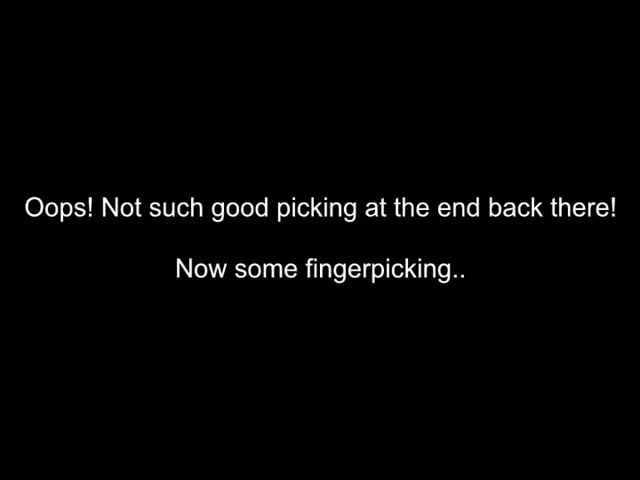 Oops! Not such good picking at the end back there!
Now some fingerpicking..